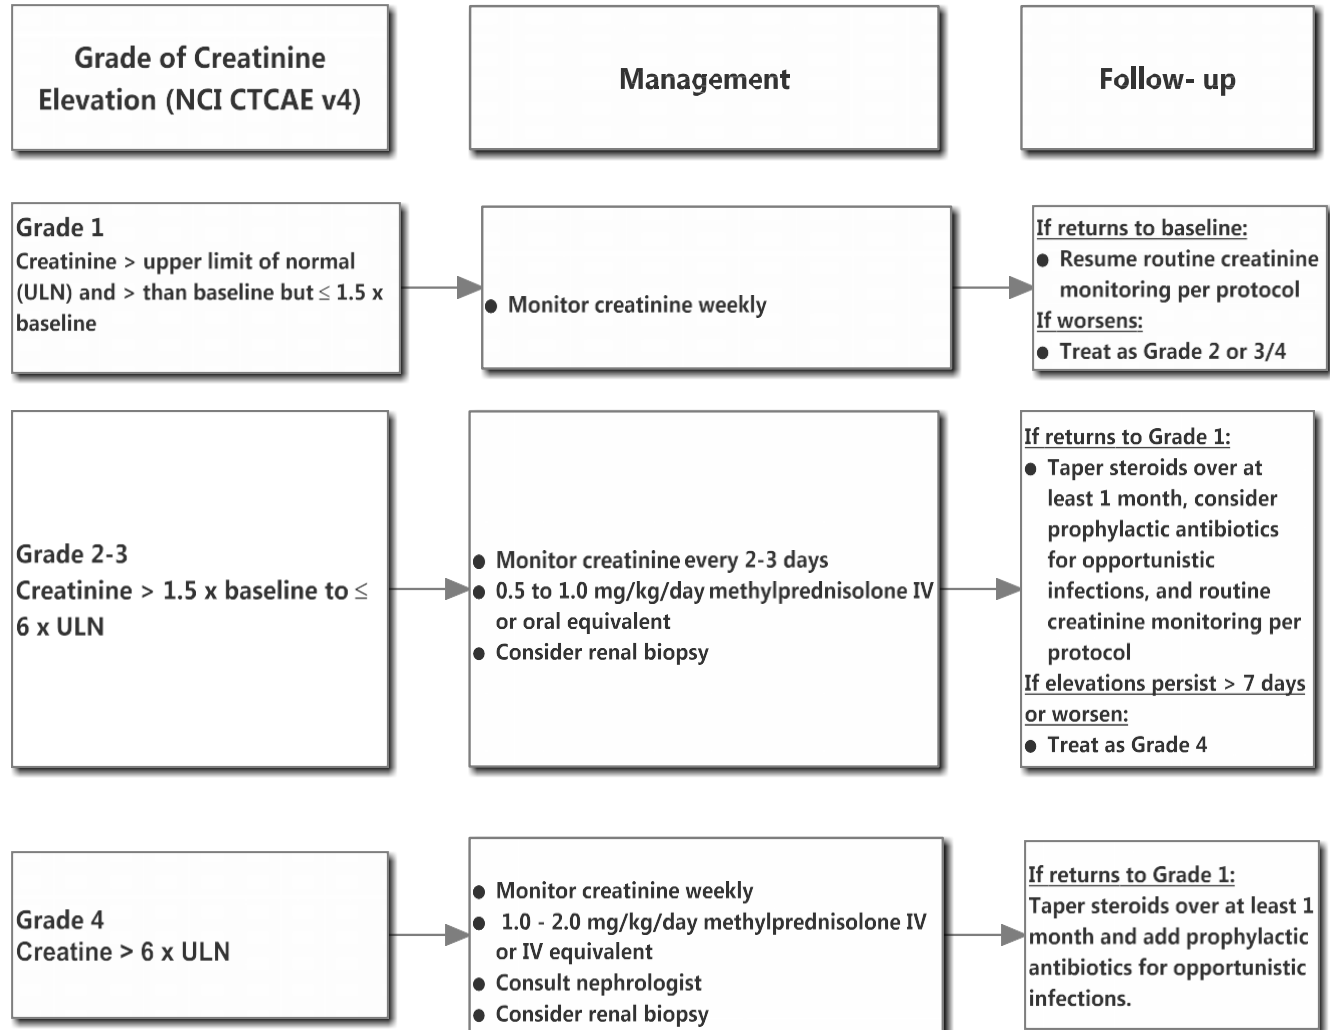 Grade of Creatinine
Elevation (NCI CTCAE v4)
Management
Follow- up
Grade 1
Creatinine > upper limit of normal
(ULN) and > than baseline but ≤ 1.5 x
baseline
● Monitor creatinine weekly
If returns to baseline:
● Resume routine creatinine
monitoring per protocol
If worsens:
● Treat as Grade 2 or 3/4
Grade 2-3
Creatinine > 1.5 x baseline to ≤
6 x ULN
● Monitor creatinine every 2-3 days
● 0.5 to 1.0 mg/kg/day methylprednisolone IV
or oral equivalent
● Consider renal biopsy
If returns to Grade 1:
● Taper steroids over at
least 1 month, consider
prophylactic antibiotics
for opportunistic
infections, and routine
creatinine monitoring per
protocol
If elevations persist > 7 days
or worsen:
● Treat as Grade 4
Grade 4
Creatine > 6 x ULN
● Monitor creatinine weekly
● 1.0 - 2.0 mg/kg/day methylprednisolone IV
or IV equivalent
● Consult nephrologist
● Consider renal biopsy
If returns to Grade 1:
Taper steroids over at least 1
month and add prophylactic
antibiotics for opportunistic
infections.